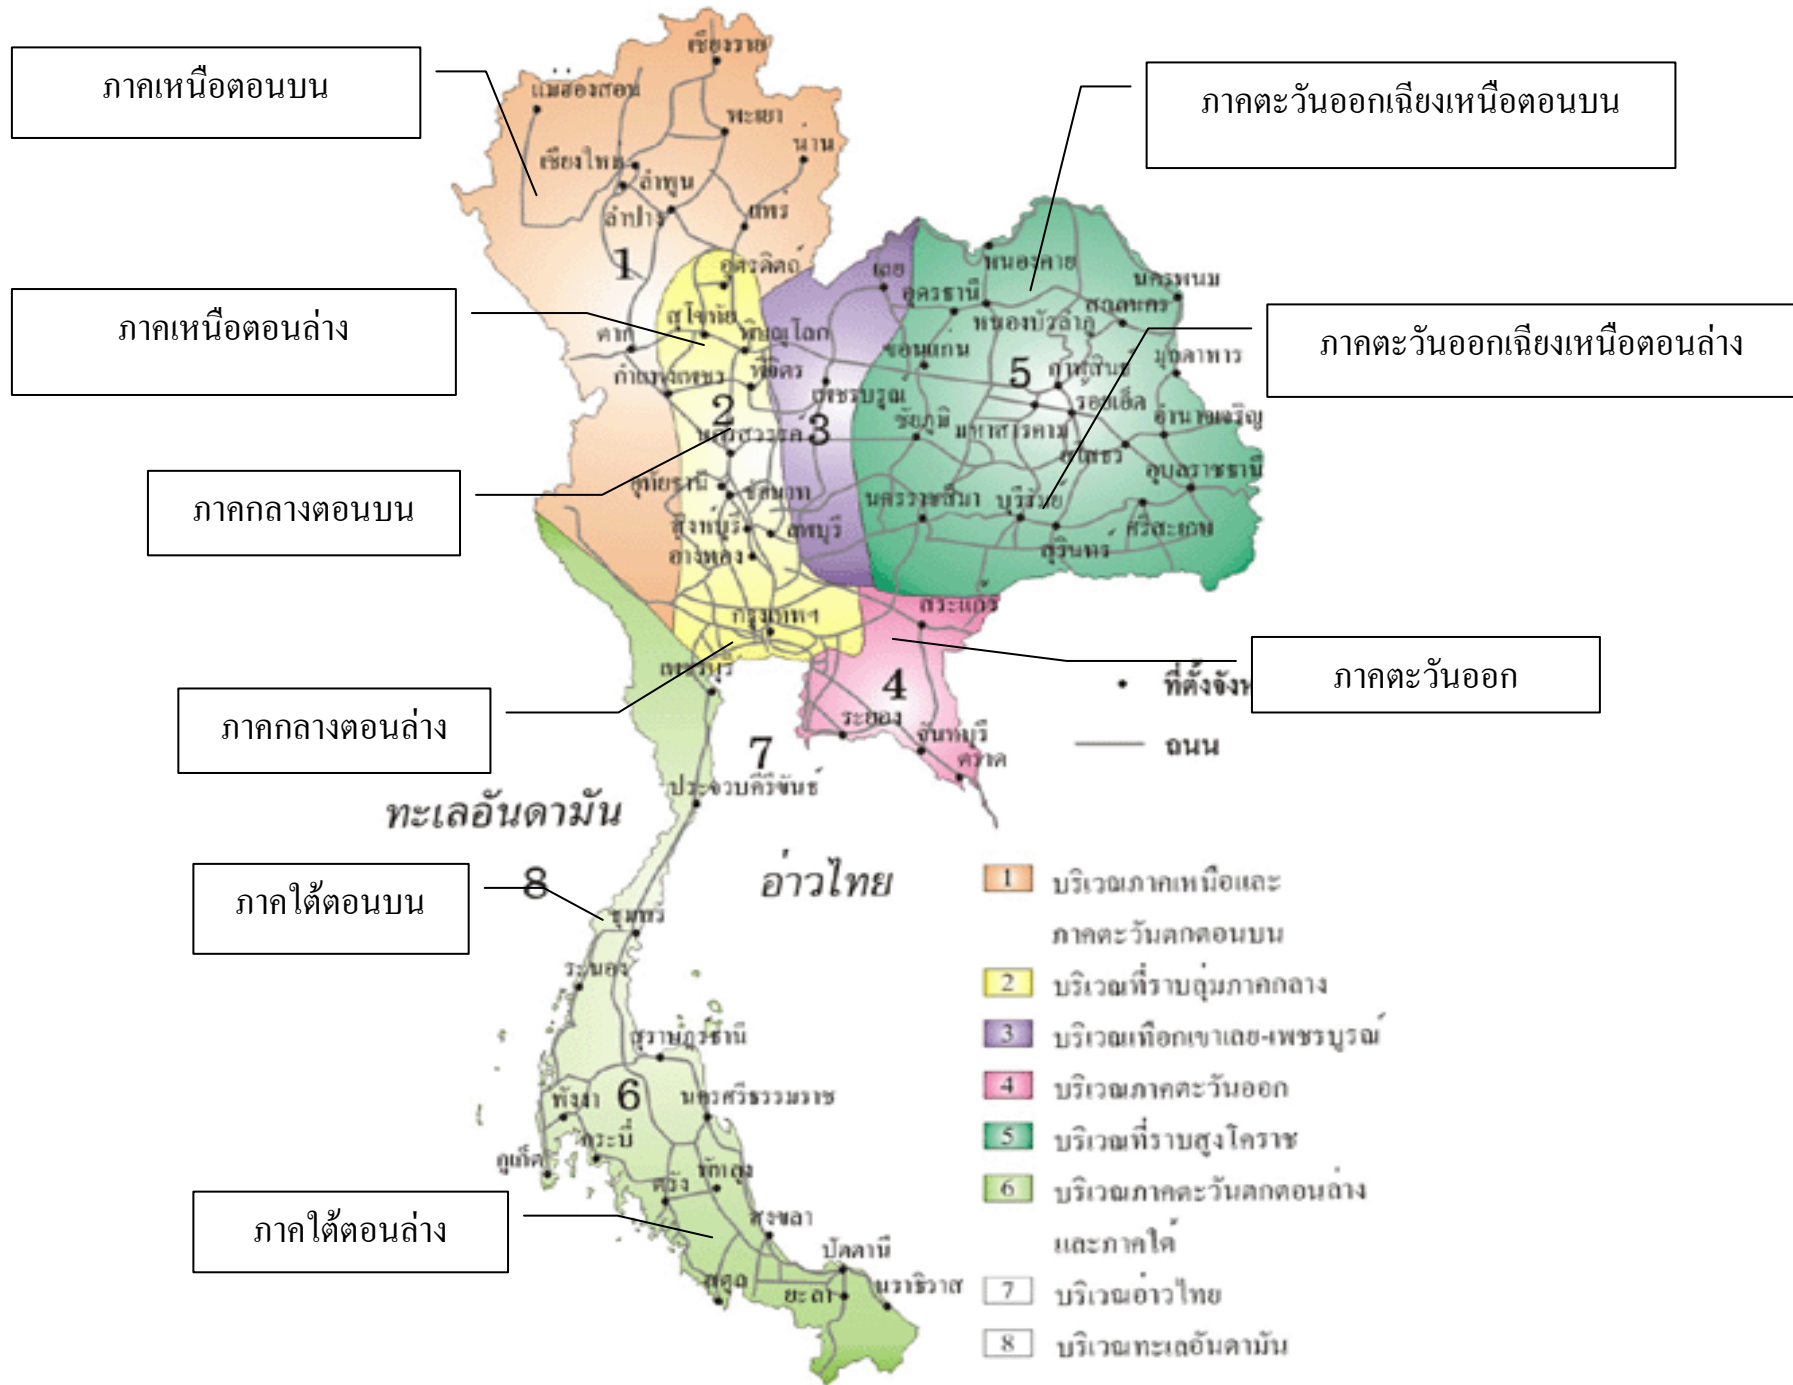 ภาคเหนือตอนบน
ภาคตะวันออกเฉียงเหนือตอนบน
ภาคเหนือตอนล่าง
ภาคตะวันออกเฉียงเหนือตอนล่าง
ภาคกลางตอนบน
ภาคตะวันออก
ภาคกลางตอนล่าง
ภาคใต้ตอนบน
ภาคใต้ตอนล่าง
เชียงราย
แม่ฮ่องสอน
พะเยา
น่าน
เชียงใหม่
ลำพูน
ลำปาง
แพร่
1
อุตรดิตถ์
เลย
หนองคาย
นครพนม
อุดรธานี
สกลนคร
สุโขทัย
ตาก
พิษณุโลก
หนองบัวลำภู
ขอนแก่น
มุกดาหาร
กำแพงเพชร
พิจิตร
เพชรบูรณ์
5
กาฬสินธุ์
ร้อยเอ็ด
2
3
นครสวรรค์
ชัยภูมิ
มหาสารคาม
อำนาจเจริญ
ยโสธร
อุบลราชธานี
อุทัยธานี
ชัยนาท
นครราชสีมา
บุรีรัมย์
สิงห์บุรี
ลพบุรี
สุรินทร์
ศรีสะเกษ
อ่างทอง
กรุงเทพฯ
สระแก้ว
เพชรบุรี
4
ระยอง
จันทบุรี
ตราด
7
ประจวบคีรีขันธ์
ที่ตั้งจังห
ถนน
ทะเลอันดามัน
อ่าวไทย
8
ชุมพร
ระนอง
สุราษฎร์ธานี
6
พังงา
นครศรีธรรมราช
กระบี่
ภูเก็ต
ตรัง
พัทลุง
สงขลา
ปัตตานี
สตูล
ยะลา
นราธิวาส
1 บริเวณภาคเหนือและ
ภาคตะวันตกตอนบน
2 บริเวณที่ราบลุ่มภาคกลาง
3 บริเวณเทือกเขาเลย-เพชรบูรณ์
4 บริเวณภาคตะวันออก
5 บริเวณที่ราบสูงโคราช
6 บริเวณภาคตะวันตกตอนล่าง
และภาคใต้
7 บริเวณอ่าวไทย
8 บริเวณทะเลอันดามัน